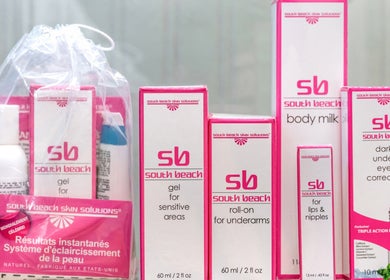 SOUTH BEACH SKIN SOLUTIONS®
sb
south beach
gel
for
south beach skin solutions®
Résultats instantanés
Système d'éclaircissement
de la peau
NATUREL: FABRIQUÉ AUX ÉTATS-UNIS
SOUTH BEACH SKIN SOLUTIONS®
sb
south beach
gel
for
sensitive
areas
60 ml / 2 fl oz
SOUTH BEACH SKIN SOLUTIONS®
sb
south beach
roll-on
for underarms
60 ml / 2 fl oz
SOUTH BEACH SKIN SOLUTIONS®
sb
south beach
body milk
sb
south beach
for
lips &
nipples
sb
south beach
dark
under
eye
correc
TRIPLE ACTION